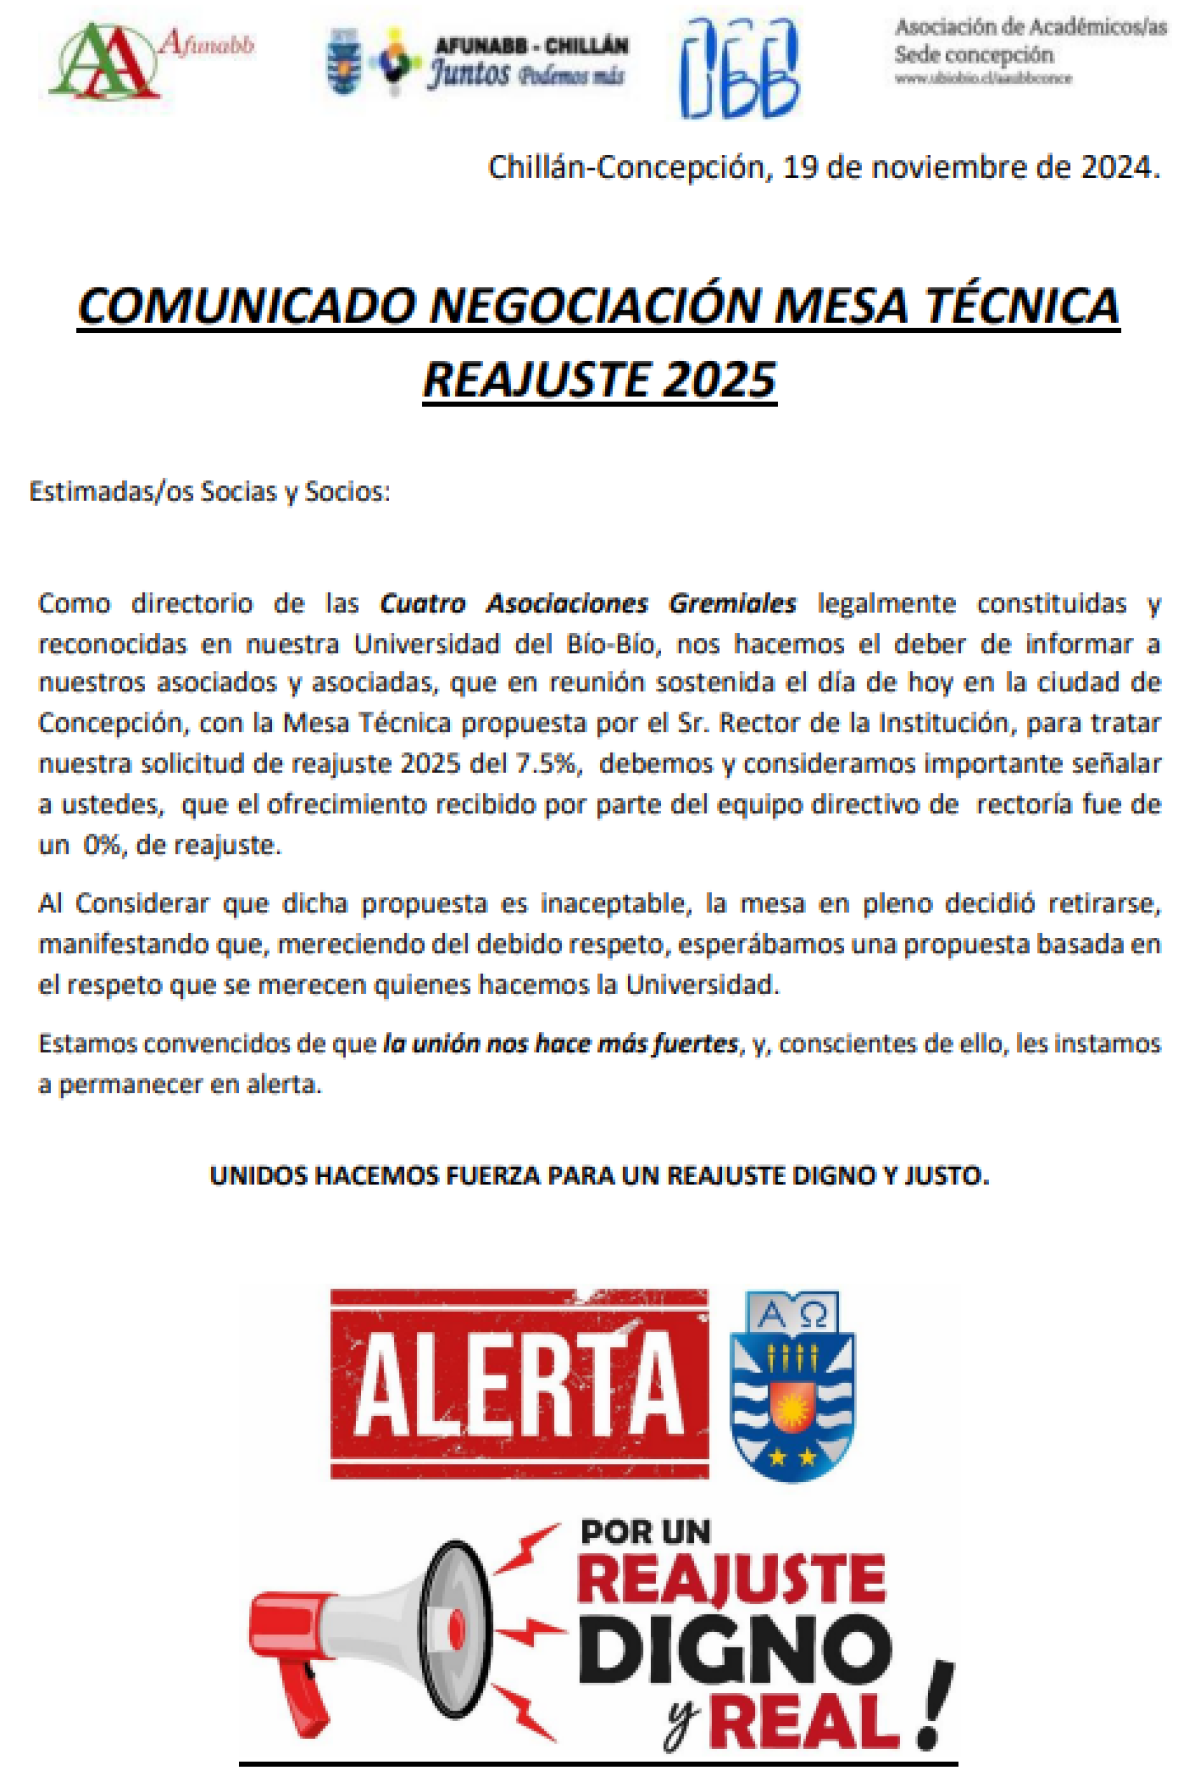 Afunabb
AFUNABB - CHILLÁN
Juntos Podemos más
UBB
Asociación de Académicos/as
Sede concepción
www.ubiobio.cl/aaubbconce
Chillán-Concepción, 19 de noviembre de 2024.
COMUNICADO NEGOCIACIÓN MESA TÉCNICA
REAJUSTE 2025
Estimadas/os Socias y Socios:
Como directorio de las Cuatro Asociaciones Gremiales legalmente constituidas y
reconocidas en nuestra Universidad del Bío-Bío, nos hacemos el deber de informar a
nuestros asociados y asociadas, que en reunión sostenida el día de hoy en la ciudad de
Concepción, con la Mesa Técnica propuesta por el Sr. Rector de la Institución, para tratar
nuestra solicitud de reajuste 2025 del 7.5%, debemos y consideramos importante señalar
a ustedes, que el ofrecimiento recibido por parte del equipo directivo de rectoría fue de
un 0%, de reajuste.
Al Considerar que dicha propuesta es inaceptable, la mesa en pleno decidió retirarse,
manifestando que, mereciendo del debido respeto, esperábamos una propuesta basada en
el respeto que se merecen quienes hacemos la Universidad.
Estamos convencidos de que la unión nos hace más fuertes, y, conscientes de ello, les instamos
a permanecer en alerta.
UNIDOS HACEMOS FUERZA PARA UN REAJUSTE DIGNO Y JUSTO.
ALERTA
Α Ω
POR UN
REAJUSTE
DIGNO
y REAL!